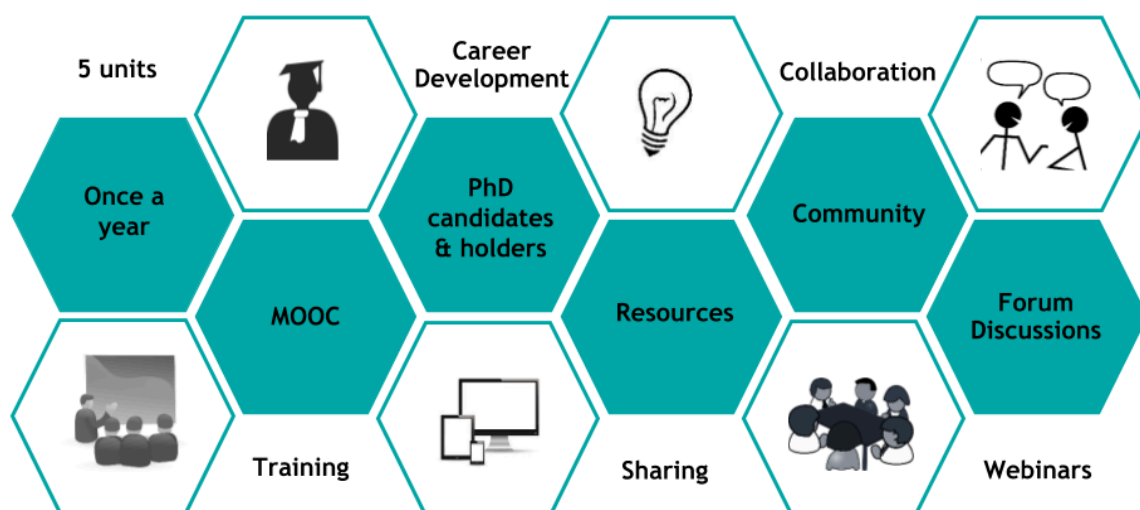 5 units
Career
Development
Collaboration
Once a
year
PhD
candidates
& holders
Community
MOOC
Resources
Forum
Discussions
Training
Sharing
Webinars